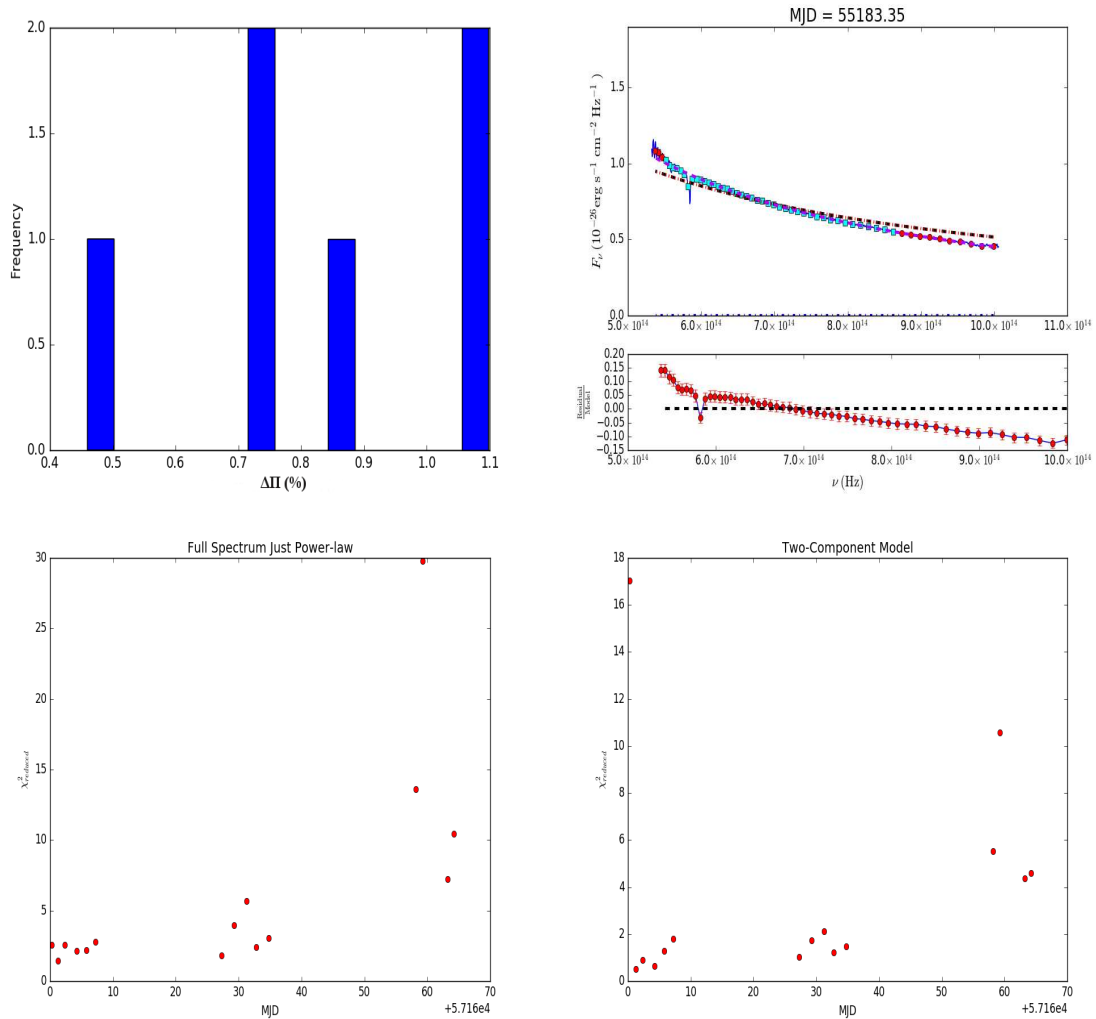 2.0
1.5
1.0
0.5
0.0
Frequency
0.4 0.5 0.6 0.7 0.8 0.9 1.0 1.1
ΔΠ (%)
MJD = 55183.35
1.5
1.0
0.5
0.0
F_ν (10^−26 erg s^−1 cm^−2 Hz^−1)
5.0×10^14 6.0×10^14 7.0×10^14 8.0×10^14 9.0×10^14 10.0×10^14 11.0×10^14
0.20
0.15
0.10
0.05
0.00
−0.05
−0.10
−0.15
Residual
Model
5.0×10^14 6.0×10^14 7.0×10^14 8.0×10^14 9.0×10^14 10.0×10^14
ν (Hz)
Full Spectrum Just Power-law
30
25
20
15
10
5
0
χ^2_reduced
0 10 20 30 40 50 60 70
MJD
+5.716e4
Two-Component Model
18
16
14
12
10
8
6
4
2
0
χ^2_reduced
0 10 20 30 40 50 60 70
MJD
+5.716e4